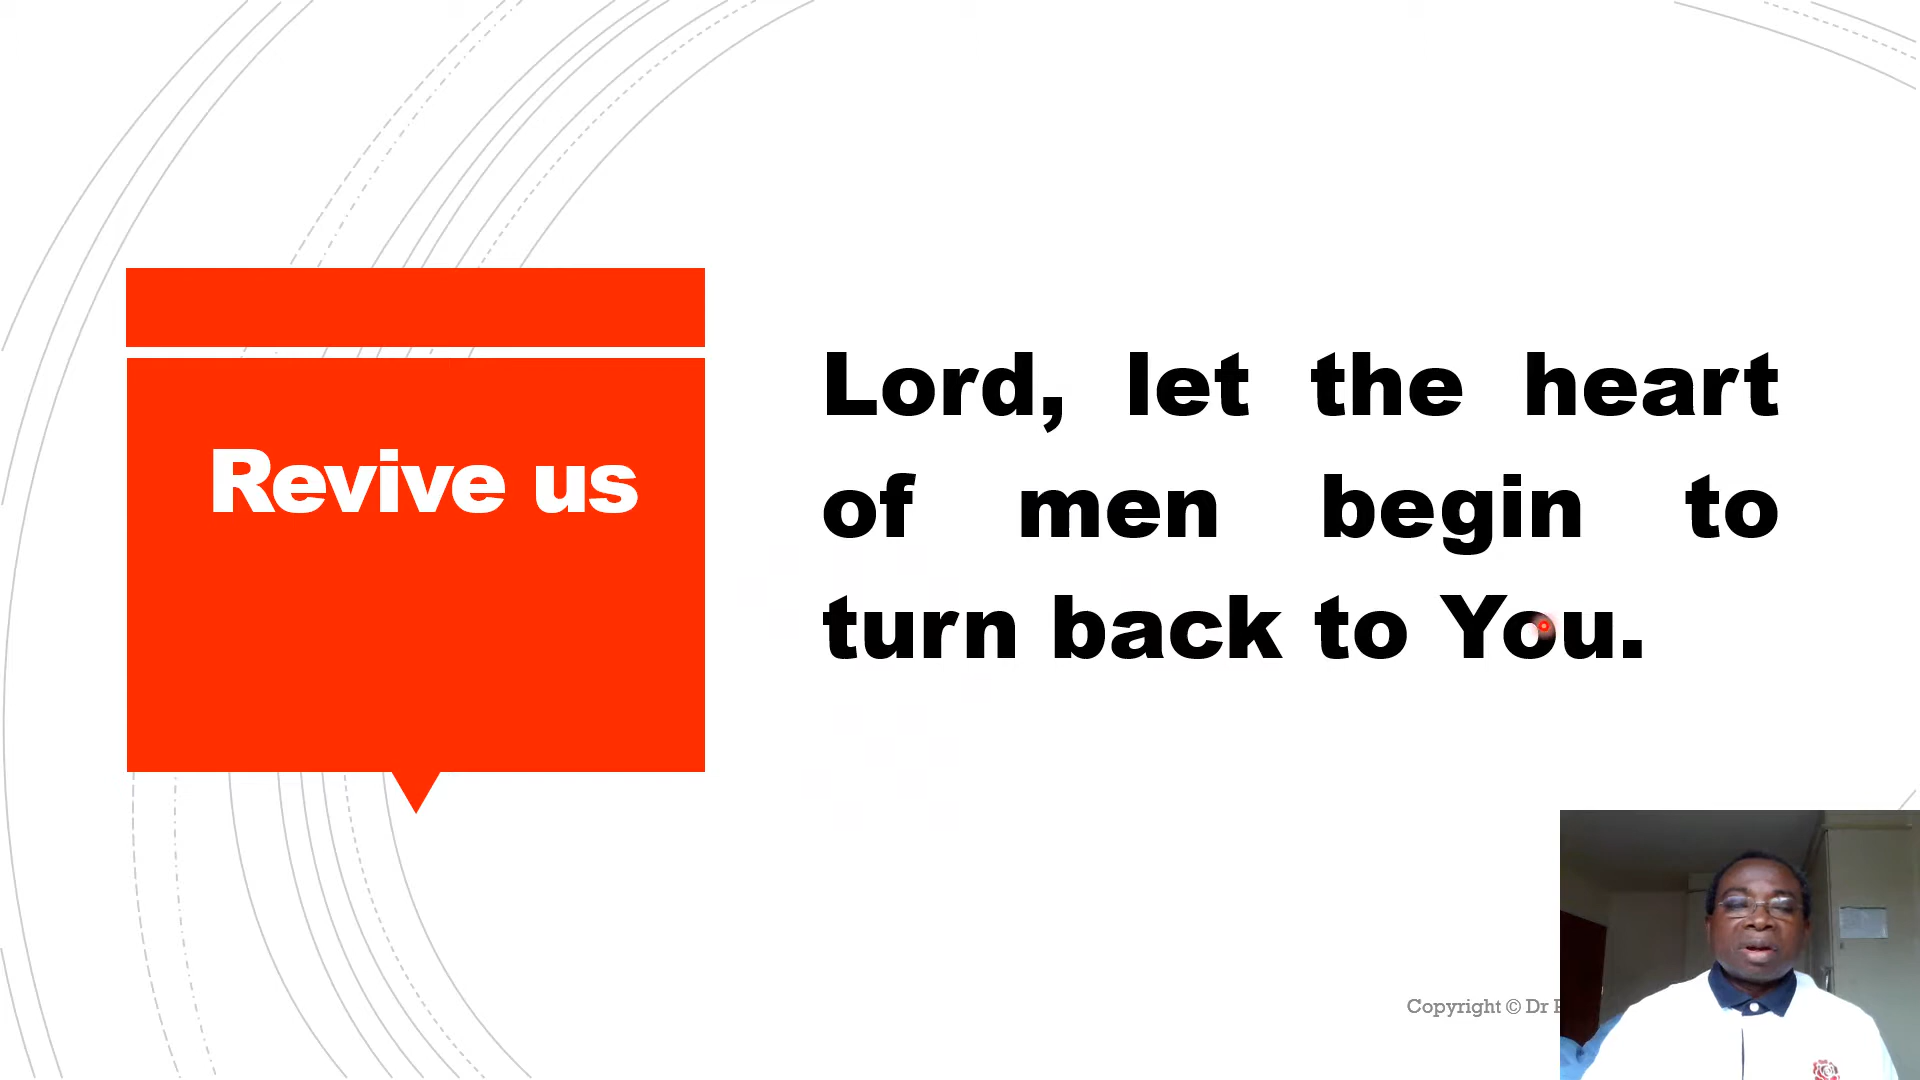 Revive us
Lord, let the heart
of men begin to
turn back to You.
Copyright © Dr